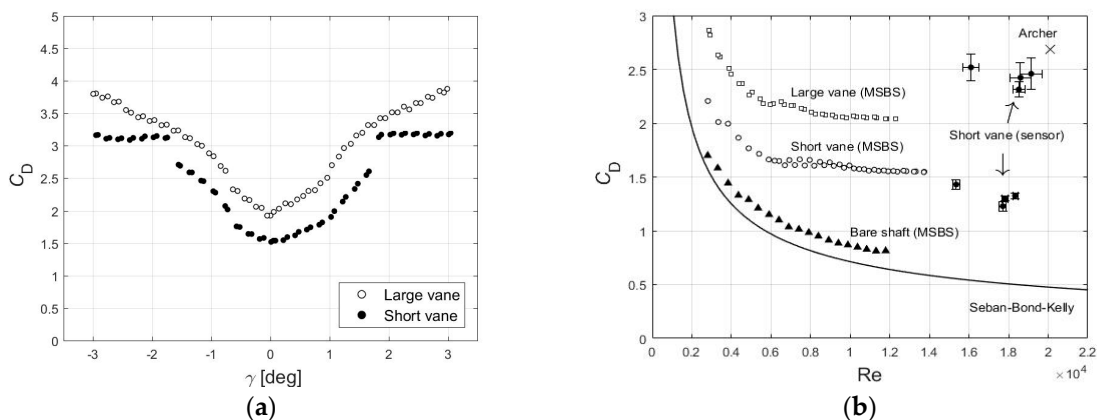 5
4.5
4
3.5
3
2.5
2
1.5
1
0.5
0
C_D
-3 -2 -1 0 1 2 3
γ [deg]
Large vane
Short vane
(a)
3
2.5
2
1.5
1
0.5
0
C_D
Archer
Large vane (MSBS)
Short vane (sensor)
Short vane (MSBS)
Bare shaft (MSBS)
Seban-Bond-Kelly
0 0.2 0.4 0.6 0.8 1.0 1.2 1.4 1.6 1.8 2 2.2
Re
×10⁴
(b)